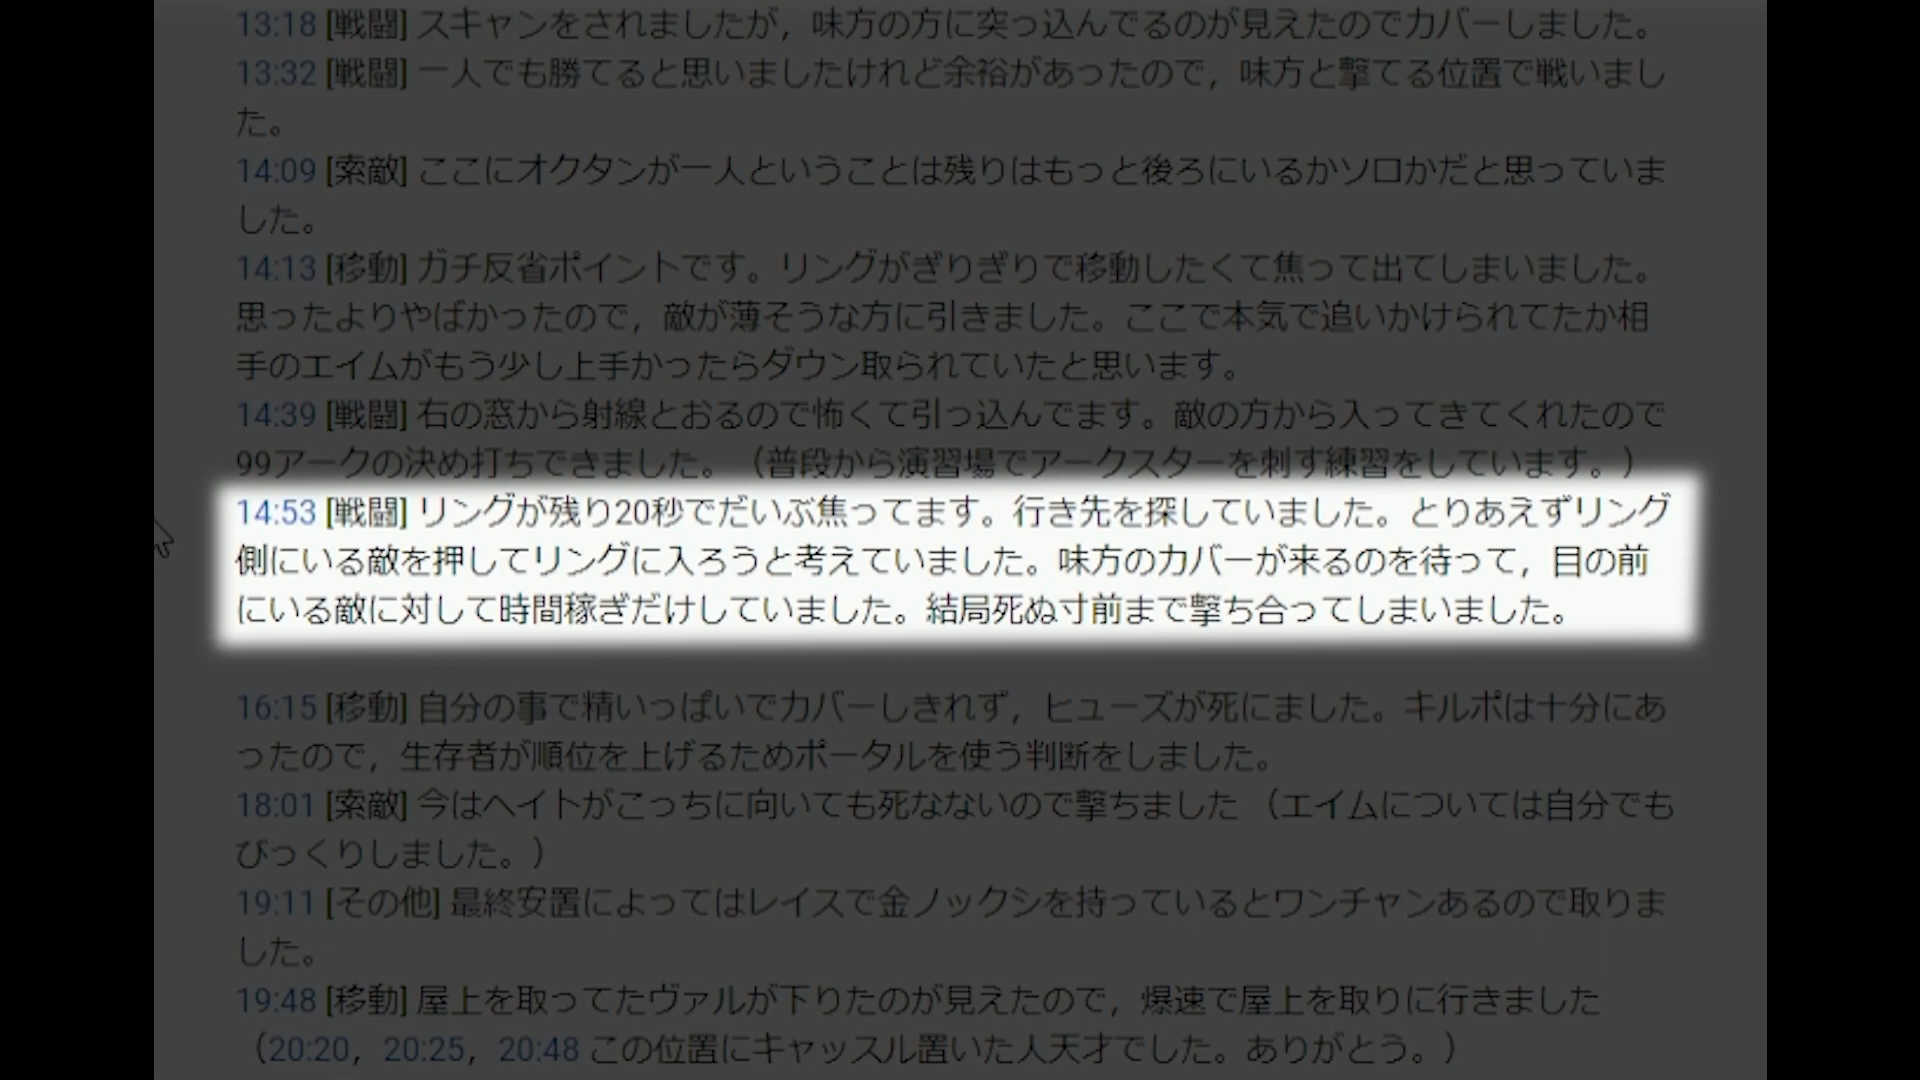 13:18 [戦闘] スキャンをされましたが，味方の方に突っ込んでるのが見えたのでカバーしました。
13:32 [戦闘] 一人でも勝てると思いましたけれど余裕があったので，味方と撃てる位置で戦いまし
た。
14:09 [索敵] ここにオクタンが一人ということは残りはもっと後ろにいるかソロかだと思っていま
した。
14:13 [移動] ガチ反省ポイントです。リングがぎりぎりで移動したくて焦って出てしまいました。
思ったよりやばかったので，敵が薄そうな方に引きました。ここで本気で追いかけられてたか相
手のエイムがもう少し上手かったらダウン取られていたと思います。
14:39 [戦闘] 右の窓から射線とおるので怖くて引っ込んでます。敵の方から入ってきてくれたので
99アークの決め打ちできました。（普段から演習場でアークスターを刺す練習をしています。）
14:53 [戦闘] リングが残り20秒でだいぶ焦ってます。行き先を探していました。とりあえずリング
側にいる敵を押してリングに入ろうと考えていました。味方のカバーが来るのを待って，目の前
にいる敵に対して時間稼ぎだけしていました。結局死ぬ寸前まで撃ち合ってしまいました。
16:15 [移動] 自分の事で精いっぱいでカバーしきれず，ヒューズが死にました。キルポは十分にあ
ったので，生存者が順位を上げるためポータルを使う判断をしました。
18:01 [索敵] 今はヘイトがこっちに向いても死なないので撃ちました（エイムについては自分でも
びっくりしました。）
19:11 [その他] 最終安置によってはレイスで金ノックシを持っているとワンチャンあるので取りま
した。
19:48 [移動] 屋上を取ってたヴァルが下りたのが見えたので，爆速で屋上を取りに行きました
（20:20，20:25，20:48 この位置にキャッスル置いた人天才でした。ありがとう。）